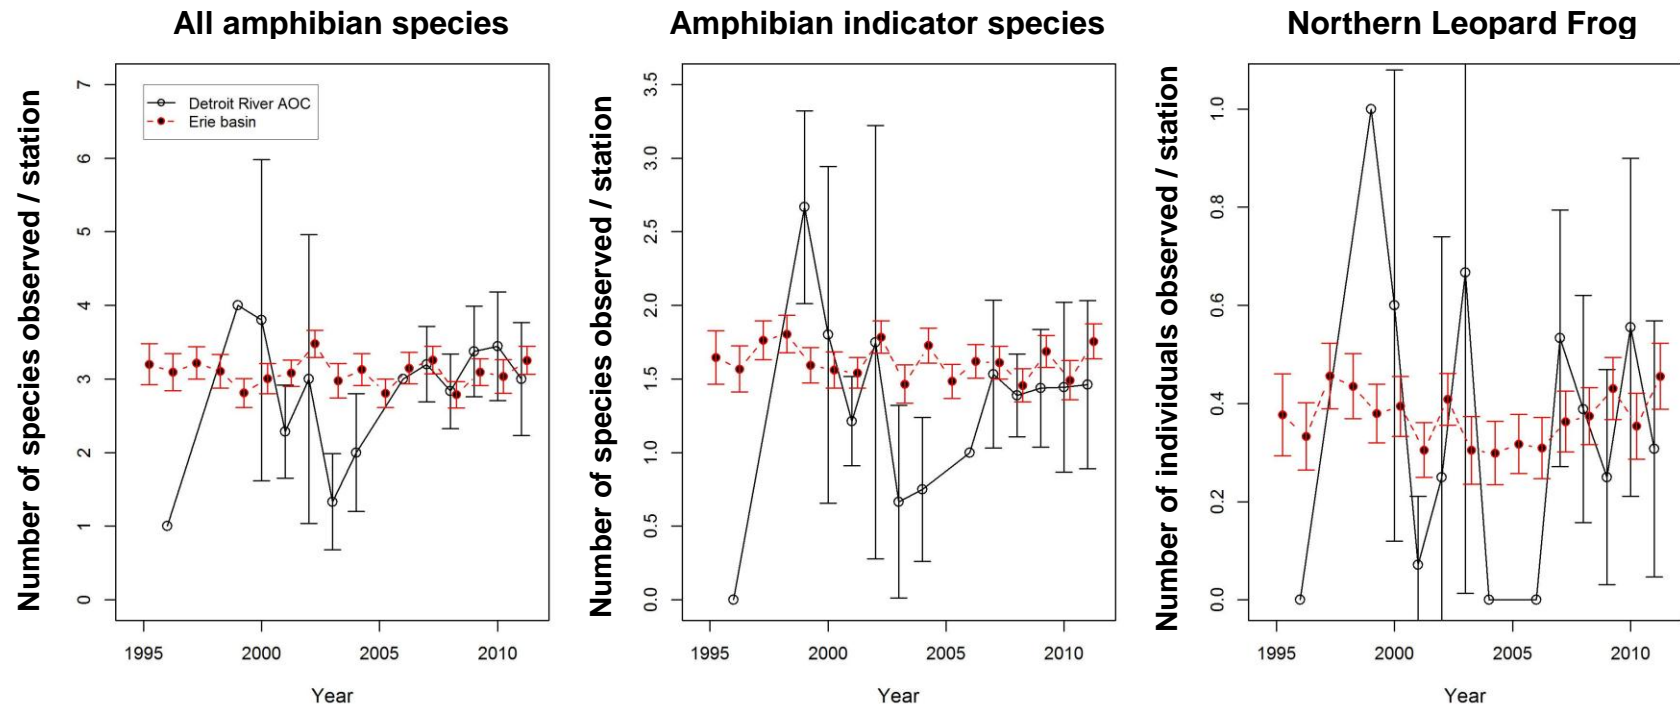 All amphibian species
Number of species observed / station
7
6
5
4
3
2
1
0
Detroit River AOC
Erie basin
1995 2000 2005 2010
Year
Amphibian indicator species
Number of species observed / station
3.5
3.0
2.5
2.0
1.5
1.0
0.5
0.0
1995 2000 2005 2010
Year
Northern Leopard Frog
Number of individuals observed / station
1.0
0.8
0.6
0.4
0.2
0.0
1995 2000 2005 2010
Year